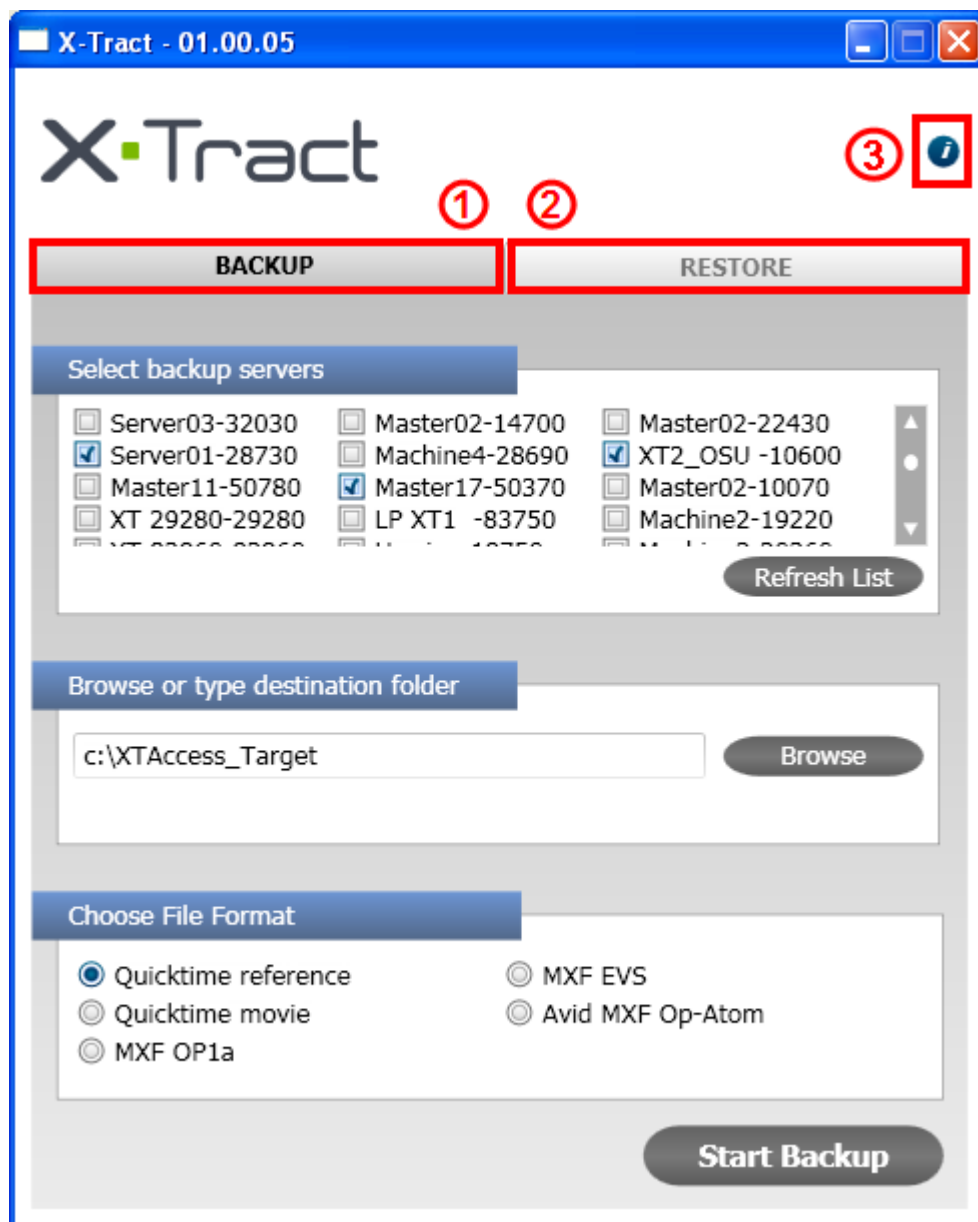 X-Tract - 01.00.05
X·Tract
3 i
1 2
BACKUP RESTORE
Select backup servers
Server03-32030 Master02-14700 Master02-22430
Server01-28730 Machine4-28690 XT2_OSU -10600
Master11-50780 Master17-50370 Master02-10070
XT 29280-29280 LP XT1 -83750 Machine2-19220
Refresh List
Browse or type destination folder
c:\XTAccess_Target Browse
Choose File Format
Quicktime reference MXF EVS
Quicktime movie Avid MXF Op-Atom
MXF OP1a
Start Backup